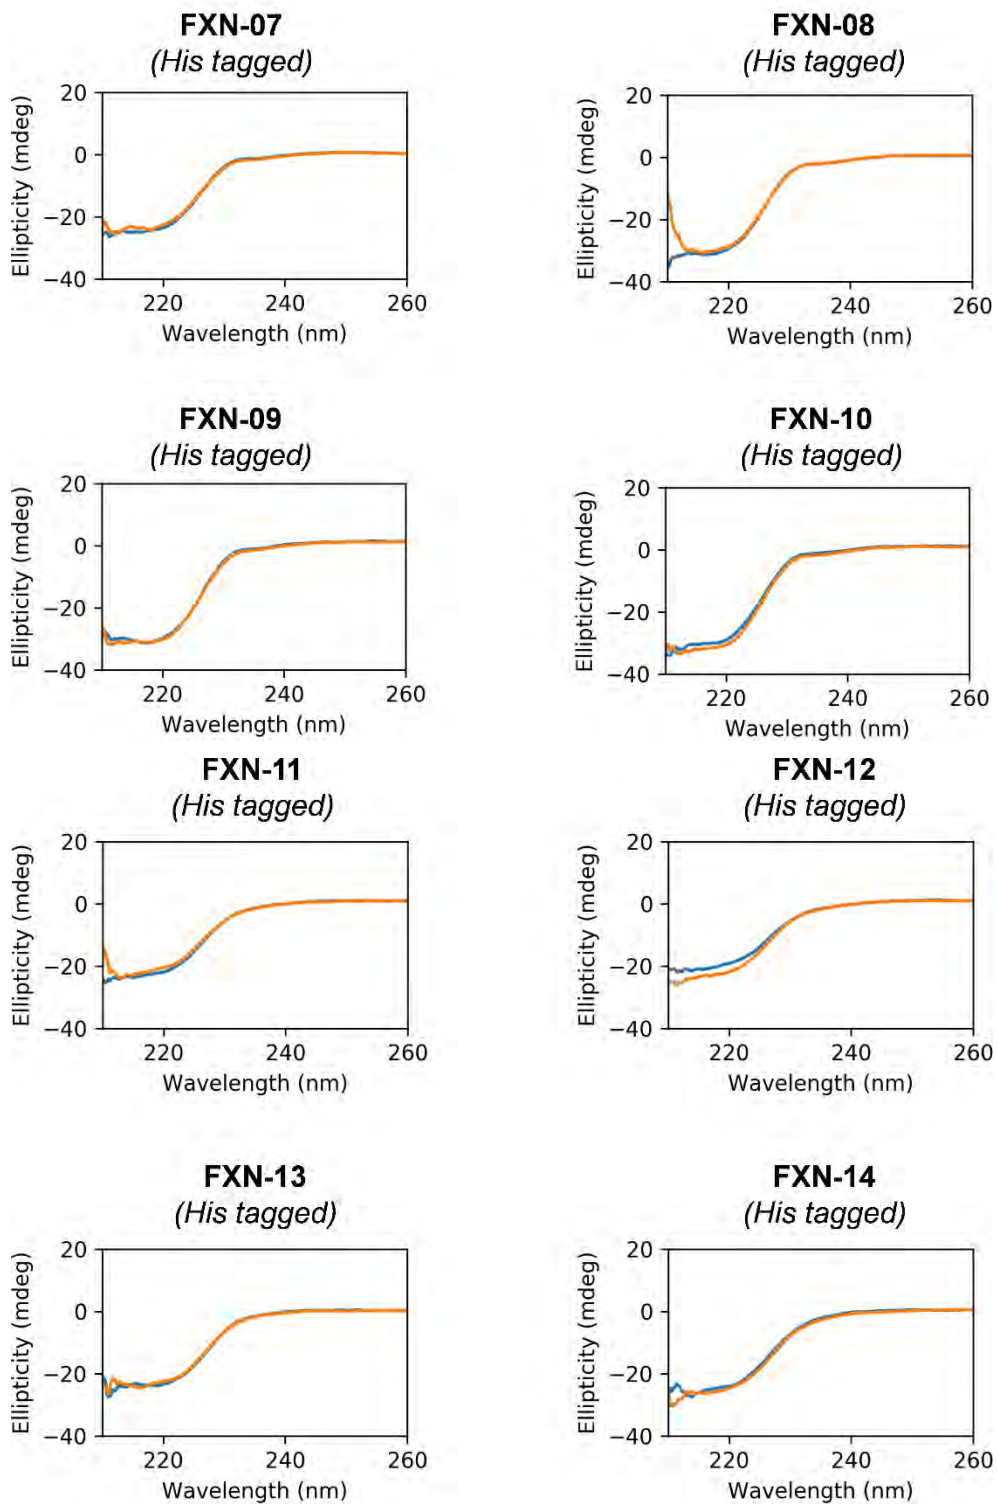 FXN-07
(His tagged)
20
0
−20
−40
Ellipticity (mdeg)
220
240
260
Wavelength (nm)
FXN-08
(His tagged)
20
0
−20
−40
Ellipticity (mdeg)
220
240
260
Wavelength (nm)
FXN-09
(His tagged)
20
0
−20
−40
Ellipticity (mdeg)
220
240
260
Wavelength (nm)
FXN-10
(His tagged)
20
0
−20
−40
Ellipticity (mdeg)
220
240
260
Wavelength (nm)
FXN-11
(His tagged)
20
0
−20
−40
Ellipticity (mdeg)
220
240
260
Wavelength (nm)
FXN-12
(His tagged)
20
0
−20
−40
Ellipticity (mdeg)
220
240
260
Wavelength (nm)
FXN-13
(His tagged)
20
0
−20
−40
Ellipticity (mdeg)
220
240
260
Wavelength (nm)
FXN-14
(His tagged)
20
0
−20
−40
Ellipticity (mdeg)
220
240
260
Wavelength (nm)